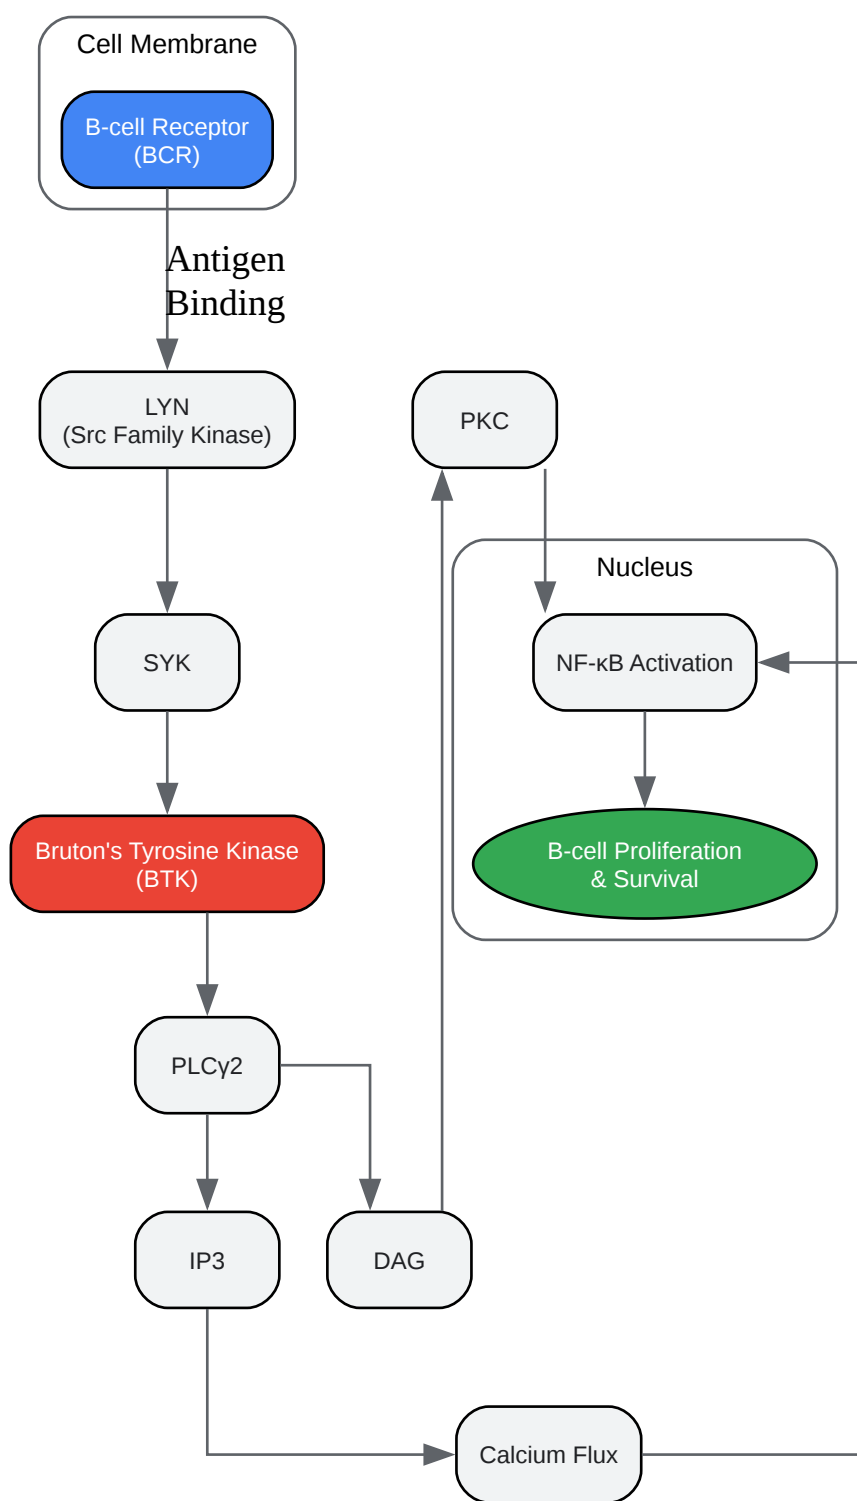 Cell Membrane
B-cell Receptor
(BCR)
Antigen
Binding
LYN
(Src Family Kinase)
PKC
Nucleus
SYK
NF-κB Activation
Bruton's Tyrosine Kinase
(BTK)
B-cell Proliferation
& Survival
PLCγ2
IP3
DAG
Calcium Flux